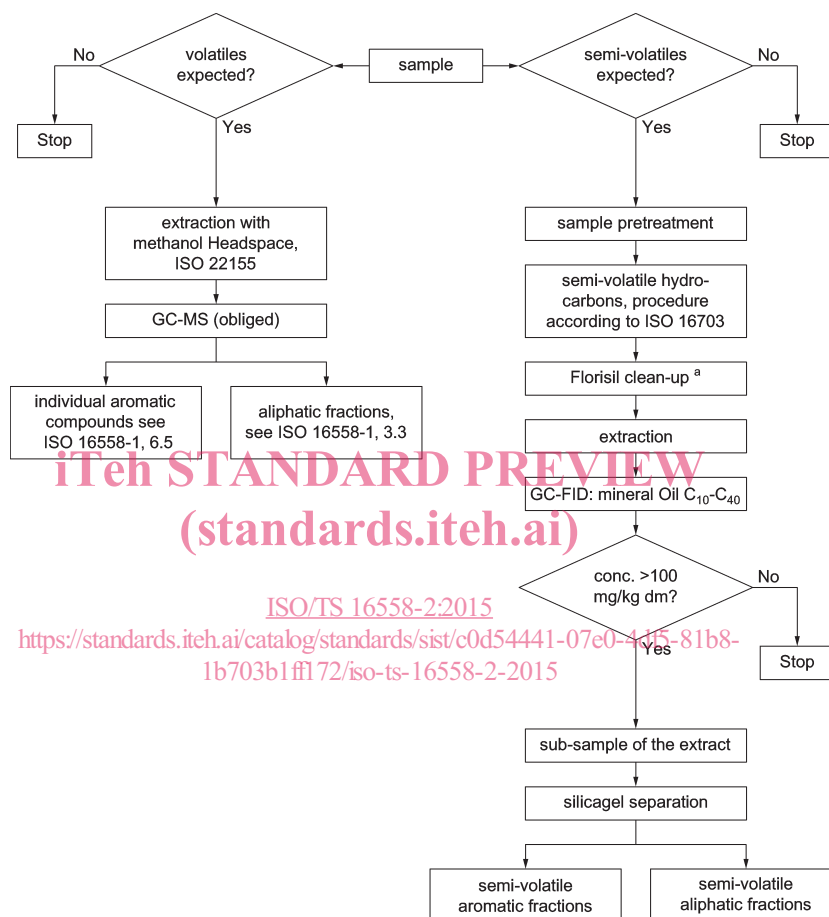 No
volatiles
expected?
sample
semi-volatiles
expected?
No
Stop
Yes
Yes
Stop
extraction with
methanol Headspace,
ISO 22155
sample pretreatment
GC-MS (obliged)
semi-volatile hydro-
carbons, procedure
according to ISO 16703
individual aromatic
compounds see
ISO 16558-1, 6.5
aliphatic fractions,
see ISO 16558-1, 3.3
Florisil clean-up a
extraction
iTeh STANDARD PREVIEW
(standards.iteh.ai)
GC-FID: mineral Oil C10-C40
conc. >100
mg/kg dm?
No
ISO/TS 16558-2:2015
https://standards.iteh.ai/catalog/standards/sist/c0d54441-07e0-4df5-81b8-
1b703b1ff172/iso-ts-16558-2-2015
Yes
Stop
sub-sample of the extract
silicagel separation
semi-volatile
aromatic fractions
semi-volatile
aliphatic fractions